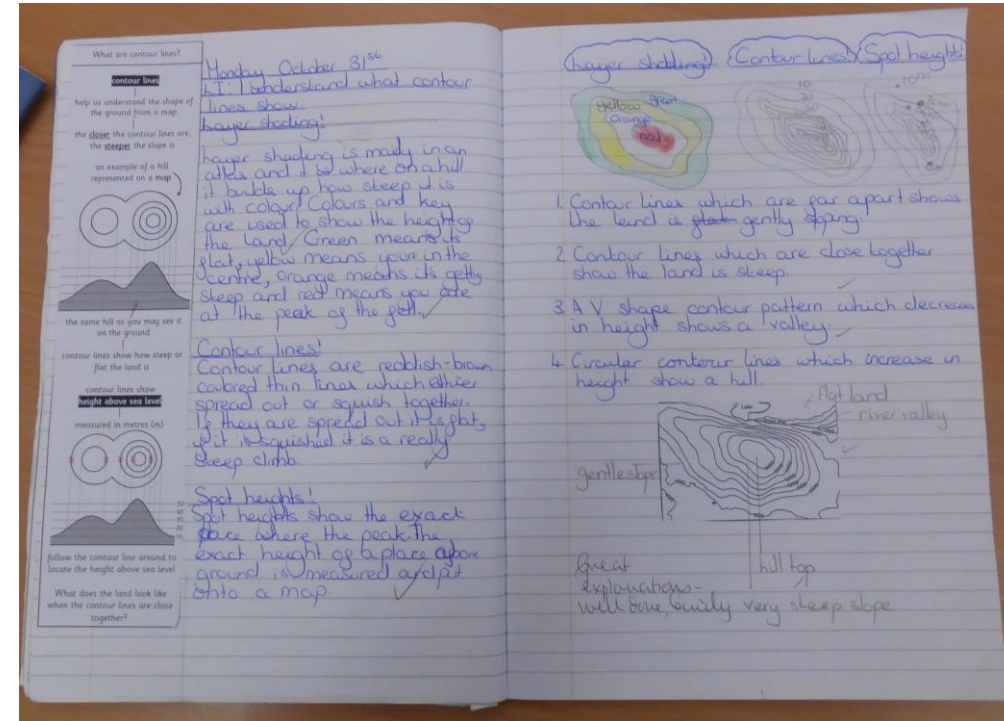 What are contour lines?
contour lines
help us understand the shape of
the ground from a map
the closer the contour lines are,
the steeper the slope is
an example of a hill
represented on a map
the same hill as you may see it
on the ground
contour lines show how steep or
flat the land is
contour lines show
height above sea level
measured in metres (m)
follow the contour line around to
locate the height above sea level
What does the land look like
when the contour lines are close
together?
Monday October 31st
LI: I understand what contour
lines show.
Layer shading!
Layer shading is mainly in an
atlas and it is where on a hill
it builds up how steep it is
with colour. Colours and key
are used to show the height of
the land. Green means its
flat, yellow means your in the
centre, orange means its getting
steep and red means you are
at the peak of the
Contour lines!
Contour Lines are reddish-brown
coloured thin lines which ethier
spread out or squish together.
If they are spread out it is flat,
if it is squished it is a really
steep climb.
Spot heights!
Spot heights show the exact
place where the peak. The
exact height of a place above
ground is measured and put
onto a map.
Layer shading! Contour Lines! Spot heights!
Yellow green
Orange
red
10
20
30
10m
1. Contour Lines which are far apart shows
the land is gently sloping.
2. Contour Lines which are close together
show the land is steep.
3. A V shape contour pattern which decreases
in height shows a valley.
4. Circular contour lines which increase in
height show a hill.
flat land
river valley
gentle slope
hill top
very steep slope
Great
explanations -
well done,